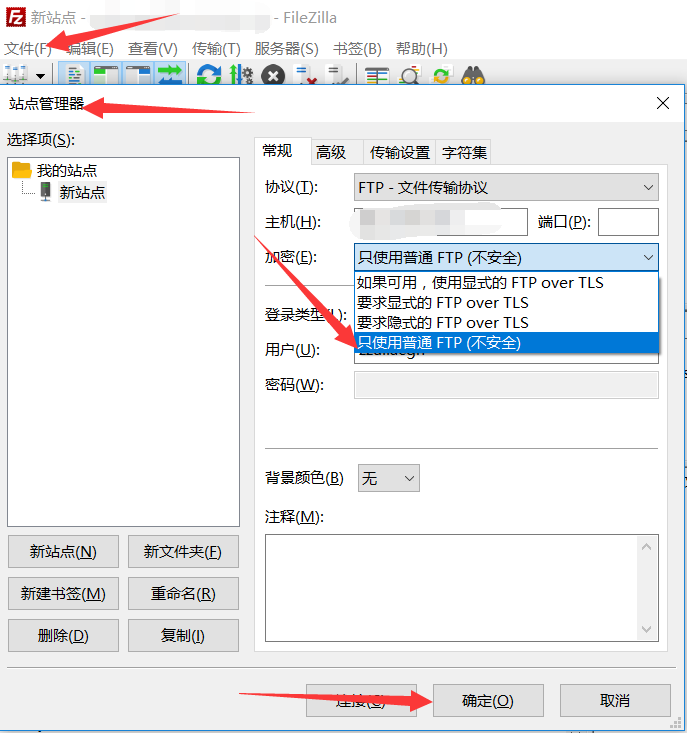 新站点 - - FileZilla
文件(F) 编辑(E) 查看(V) 传输(T) 服务器(S) 书签(B) 帮助(H)
站点管理器
选择项(S):
我的站点
新站点
新站点(N) 新文件夹(F)
新建书签(M) 重命名(R)
删除(D) 复制(I)
常规 高级 传输设置 字符集
协议(T): FTP - 文件传输协议
主机(H): 端口(P):
加密(E): 只使用普通 FTP (不安全)
如果可用，使用显式的 FTP over TLS
要求显式的 FTP over TLS
要求隐式的 FTP over TLS
只使用普通 FTP (不安全)
登录类型(L):
用户(U):
密码(W):
背景颜色(B) 无
注释(M):
连接(C) 确定(O) 取消